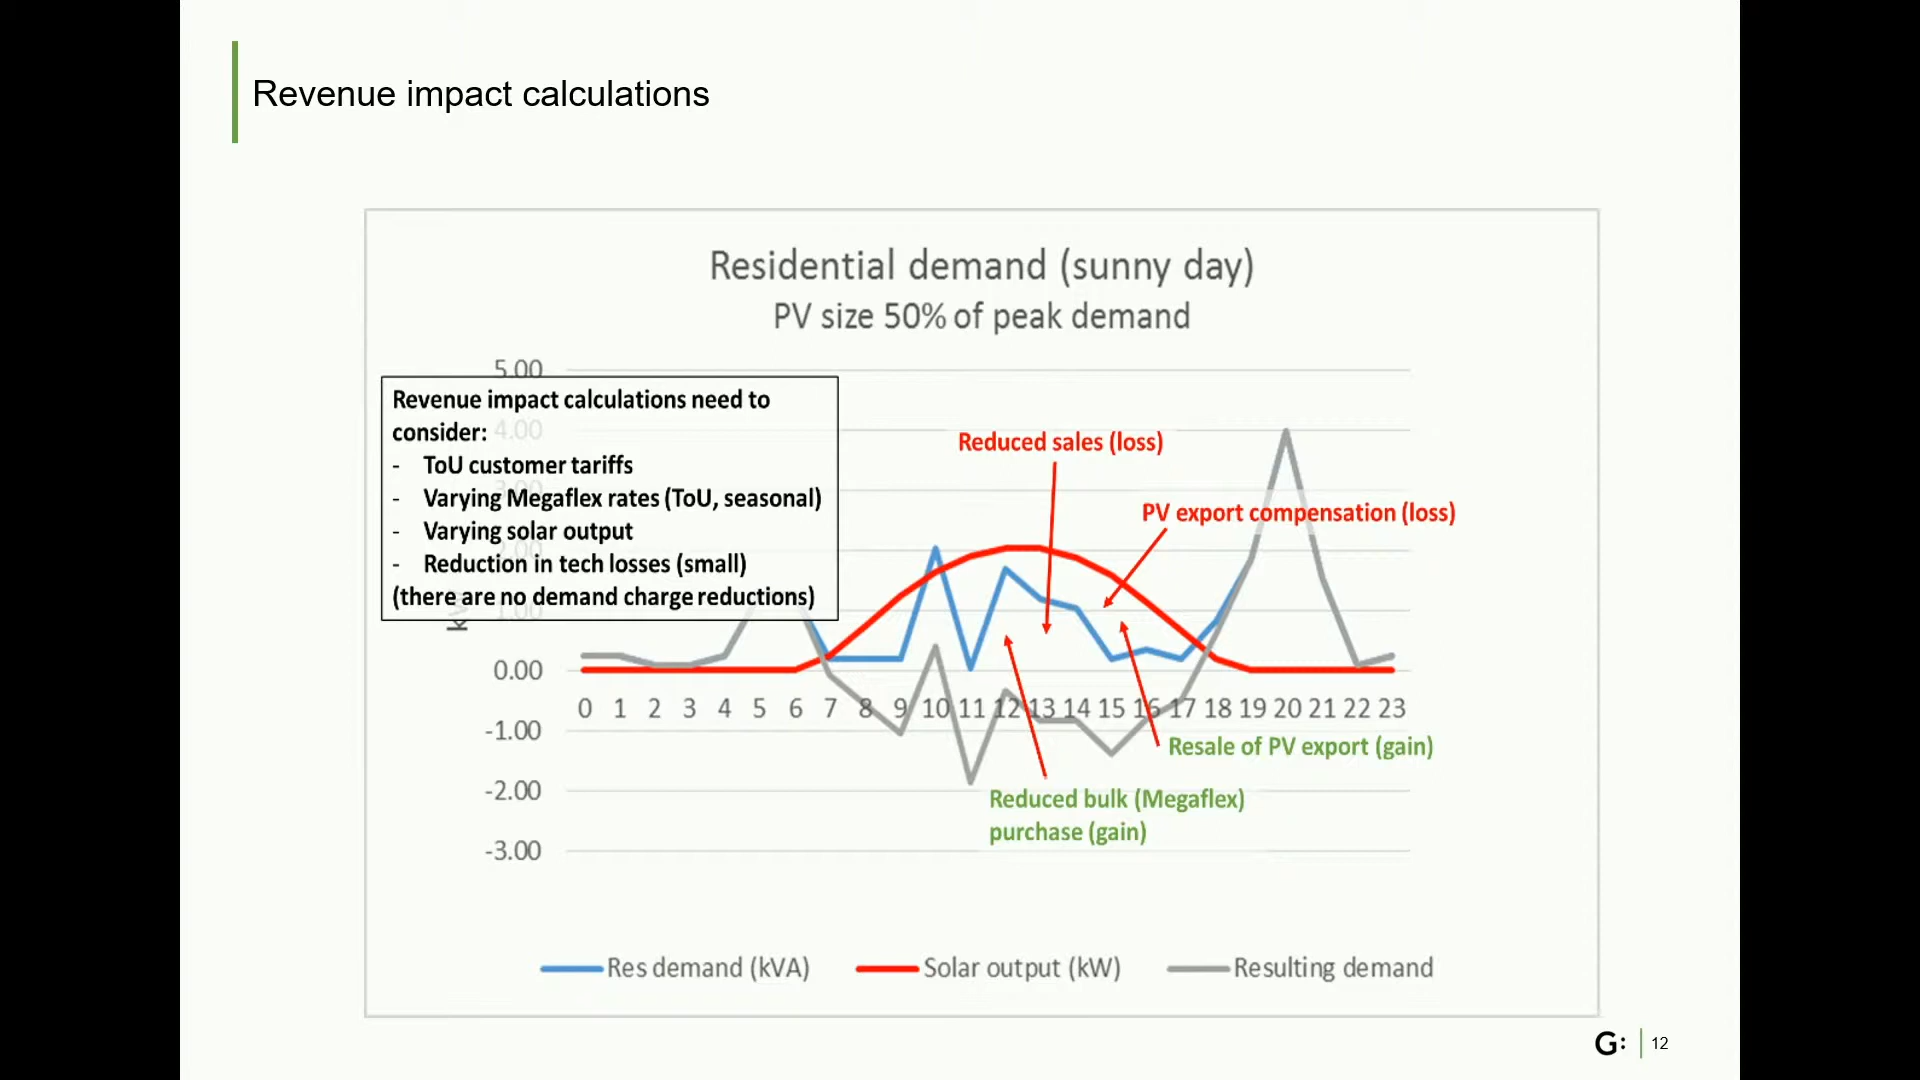 Revenue impact calculations
Residential demand (sunny day)
PV size 50% of peak demand
5.00
4.00
3.00
2.00
1.00
0.00
-1.00
-2.00
-3.00
Revenue impact calculations need to
consider:
- ToU customer tariffs
- Varying Megaflex rates (ToU, seasonal)
- Varying solar output
- Reduction in tech losses (small)
(there are no demand charge reductions)
Reduced sales (loss)
PV export compensation (loss)
0 1 2 3 4 5 6 7 8 9 10 11 12 13 14 15 16 17 18 19 20 21 22 23
Resale of PV export (gain)
Reduced bulk (Megaflex)
purchase (gain)
Res demand (kVA) Solar output (kW) Resulting demand
G: 12